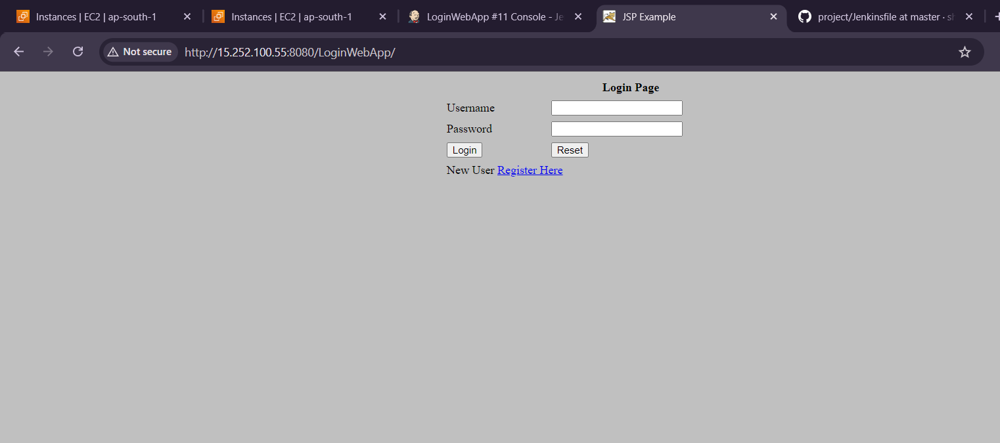 Instances | EC2 | ap-south-1
Instances | EC2 | ap-south-1
LoginWebApp #11 Console - Je
JSP Example
project/Jenkinsfile at master · sh
Not secure
http://15.252.100.55:8080/LoginWebApp/
Login Page
Username
Password
Login Reset
New User Register Here